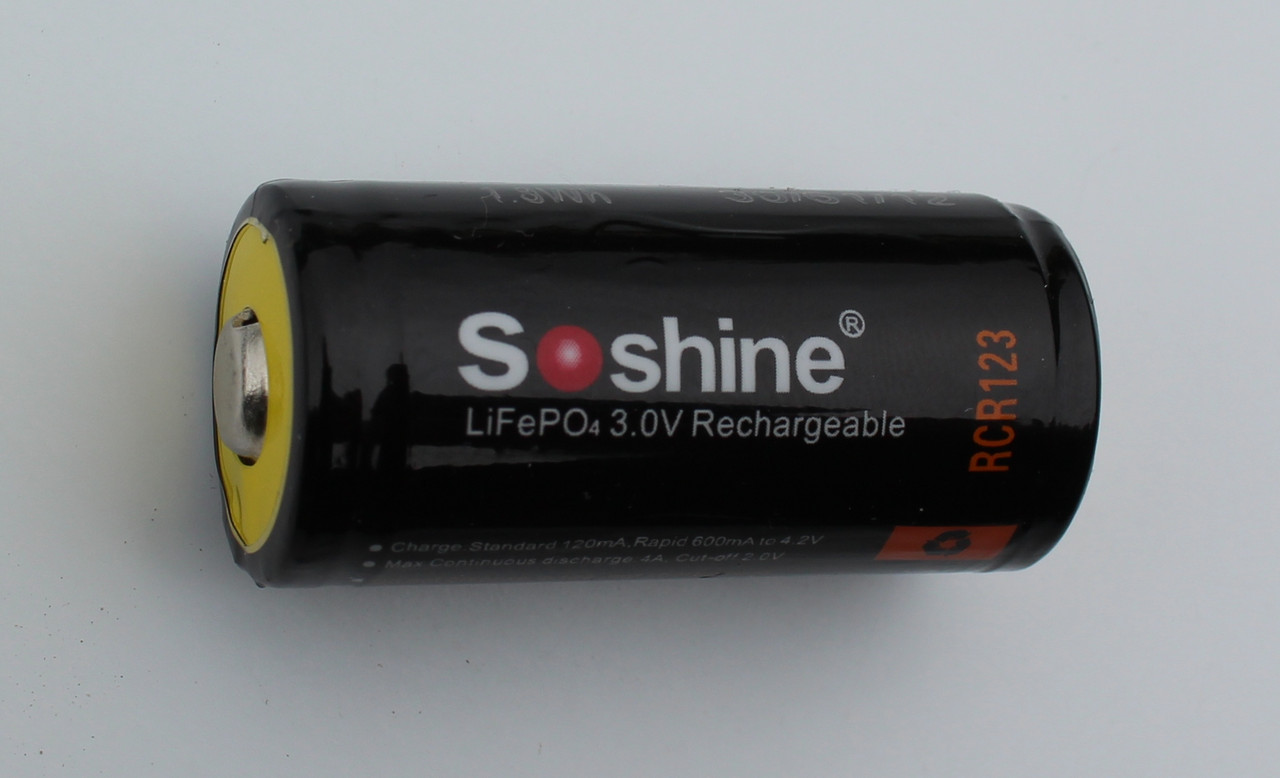 Soshine®
LiFePO₄ 3.0V Rechargeable
RCR123
● Charge Standard 120mA,Rapid 600mA to 4.2V
● Max Continuous discharge 4A, Cut-off 2.0V